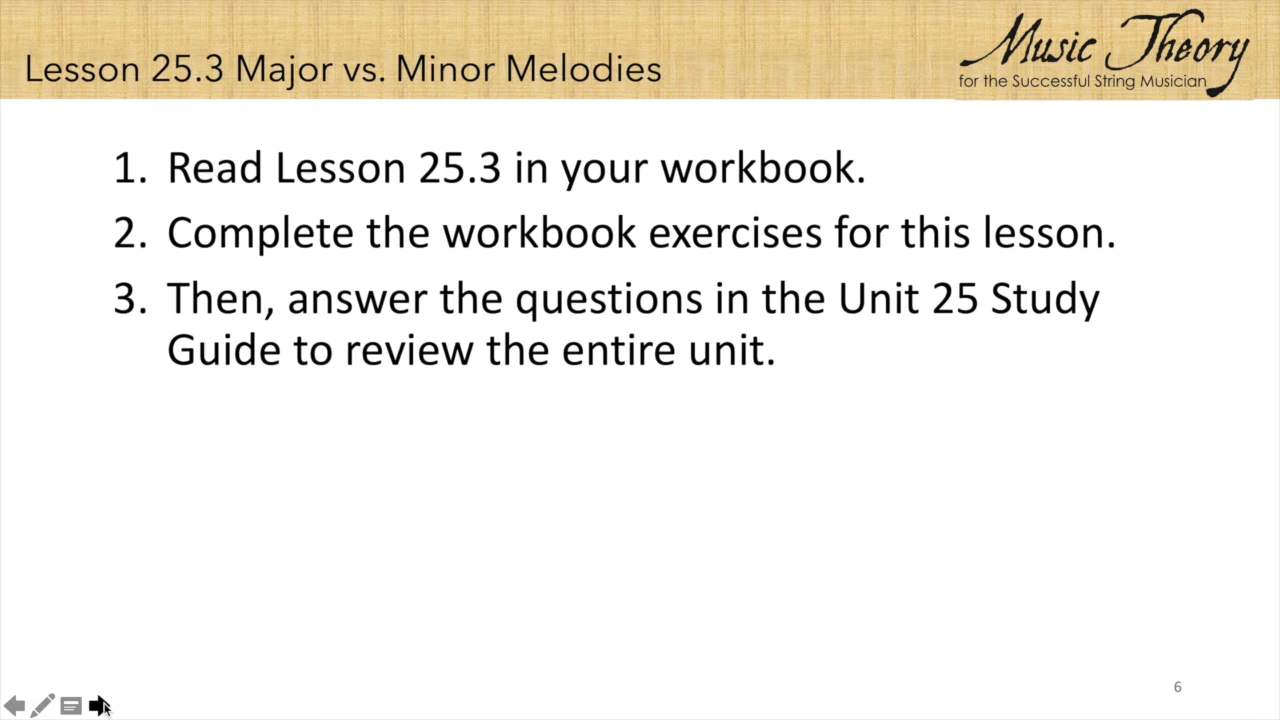 Lesson 25.3 Major vs. Minor Melodies
Music Theory
for the Successful String Musician
1. Read Lesson 25.3 in your workbook.
2. Complete the workbook exercises for this lesson.
3. Then, answer the questions in the Unit 25 Study
Guide to review the entire unit.
6